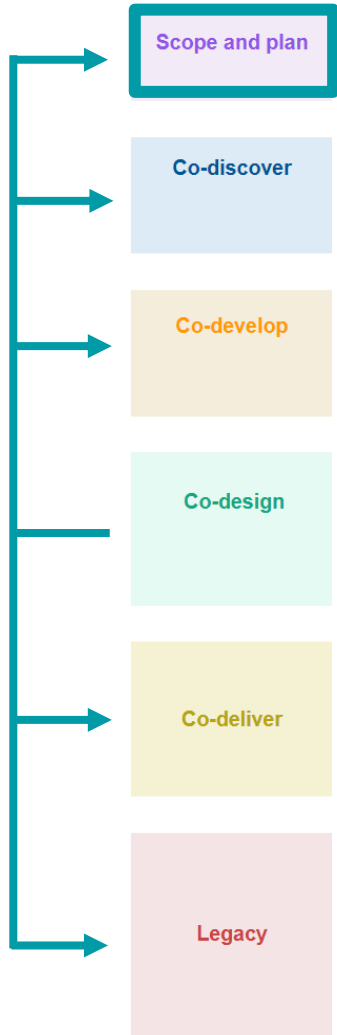 Scope and plan
Co-discover
Co-develop
Co-design
Co-deliver
Legacy